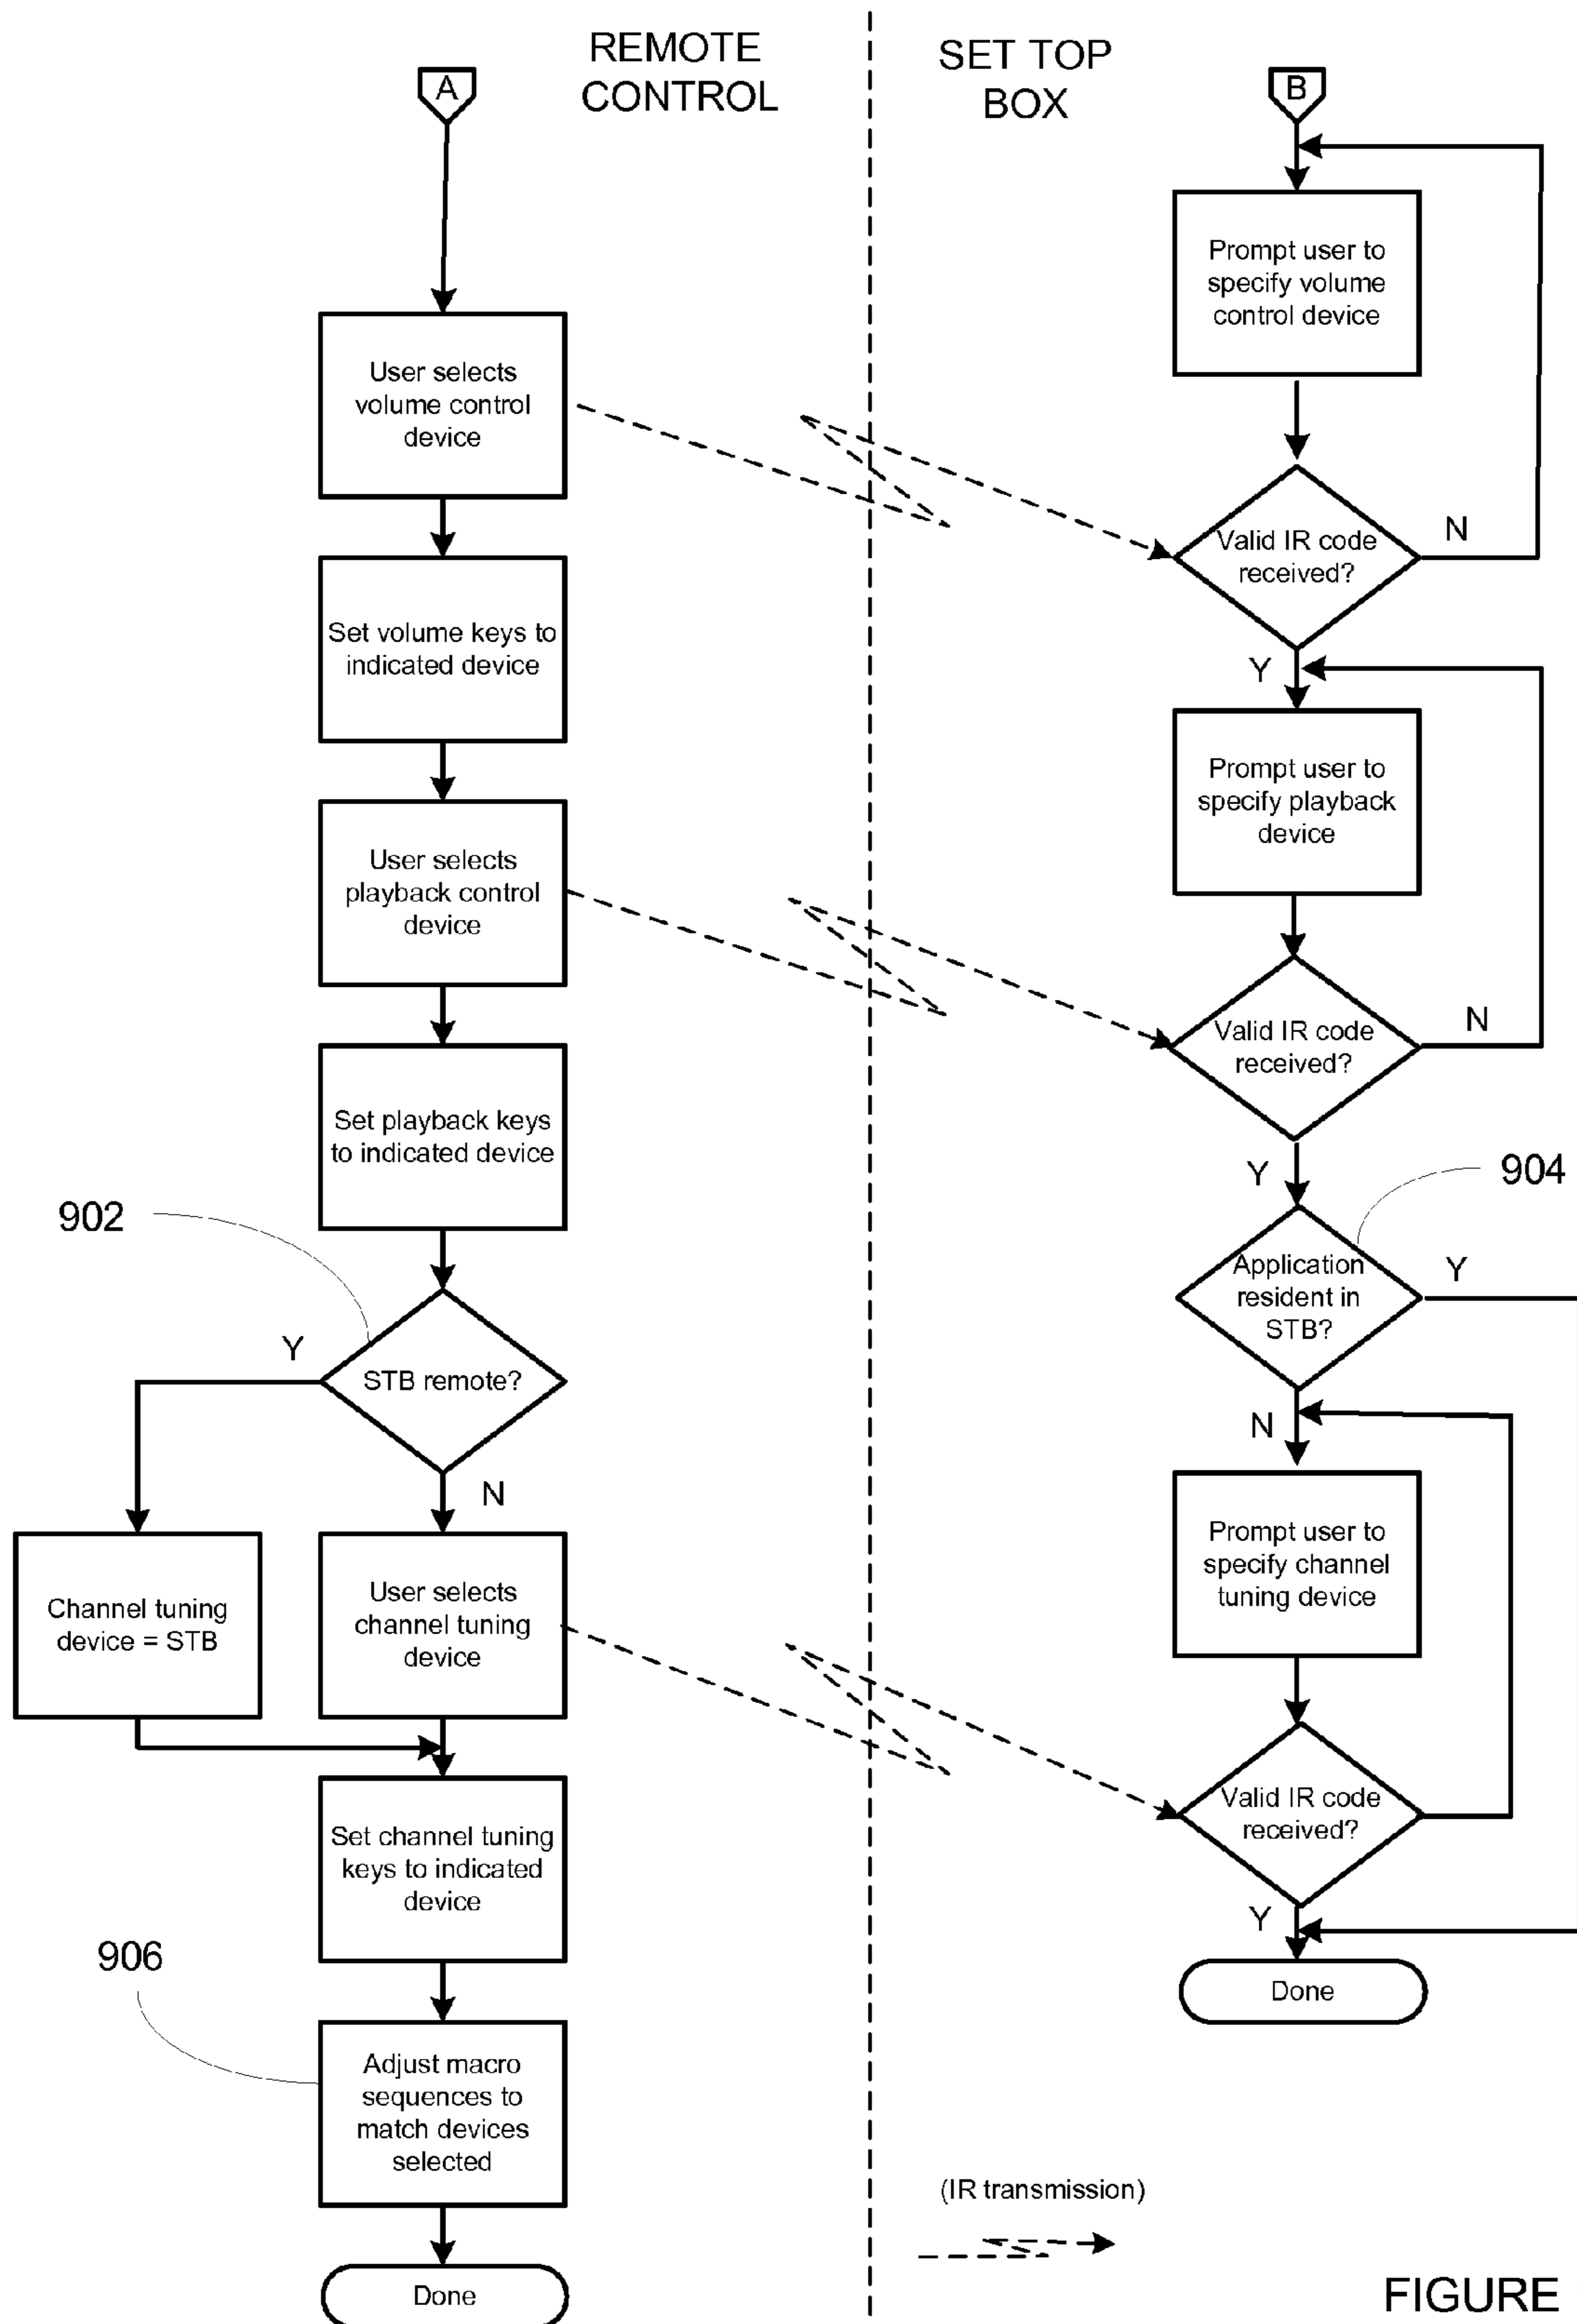 REMOTE
CONTROL
SET TOP
BOX
A
B
User selects
volume control
device
Set volume keys to
indicated device
User selects
playback control
device
Set playback keys
to indicated device
902
Y
STB remote?
N
Channel tuning
device = STB
User selects
channel tuning
device
Set channel tuning
keys to indicated
device
906
Adjust macro
sequences to
match devices
selected
Done
Prompt user to
specify volume
control device
Valid IR code
received?
N
Y
Prompt user to
specify playback
device
Valid IR code
received?
N
Y
904
Application
resident in
STB?
Y
N
Prompt user to
specify channel
tuning device
Valid IR code
received?
Y
Done
(IR transmission)
FIGURE